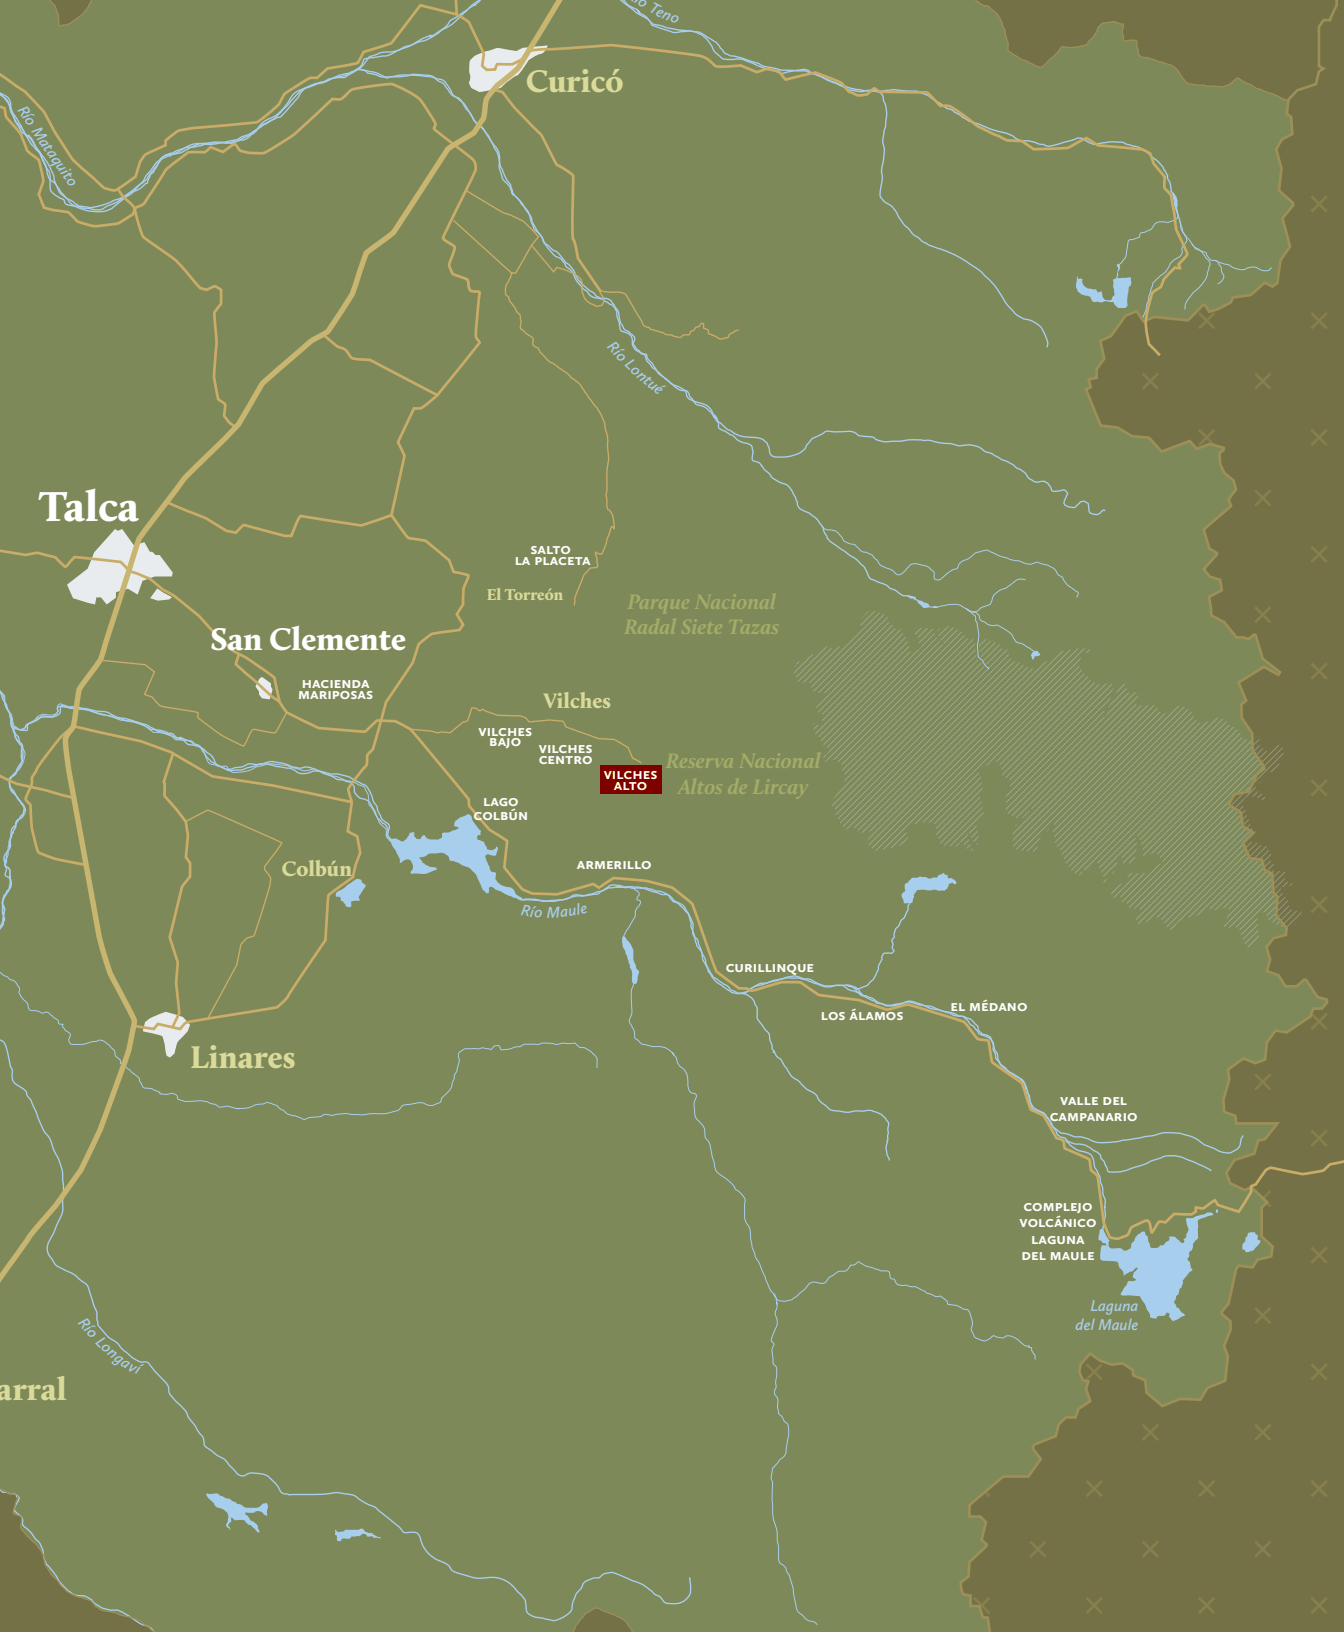 Río Teno
Curicó
Río Mataquito
Río Lontué
Talca
SALTO
LA PLACETA
El Torreón
Parque Nacional
Radal Siete Tazas
San Clemente
HACIENDA
MARIPOSAS
Vilches
VILCHES
BAJO
VILCHES
CENTRO
VILCHES
ALTO
Reserva Nacional
Altos de Lircay
LAGO
COLBÚN
Colbún
ARMERILLO
Río Maule
CURILLINQUE
LOS ÁLAMOS
EL MÉDANO
Linares
VALLE DEL
CAMPANARIO
COMPLEJO
VOLCÁNICO
LAGUNA
DEL MAULE
Laguna
del Maule
Río Longaví
arral